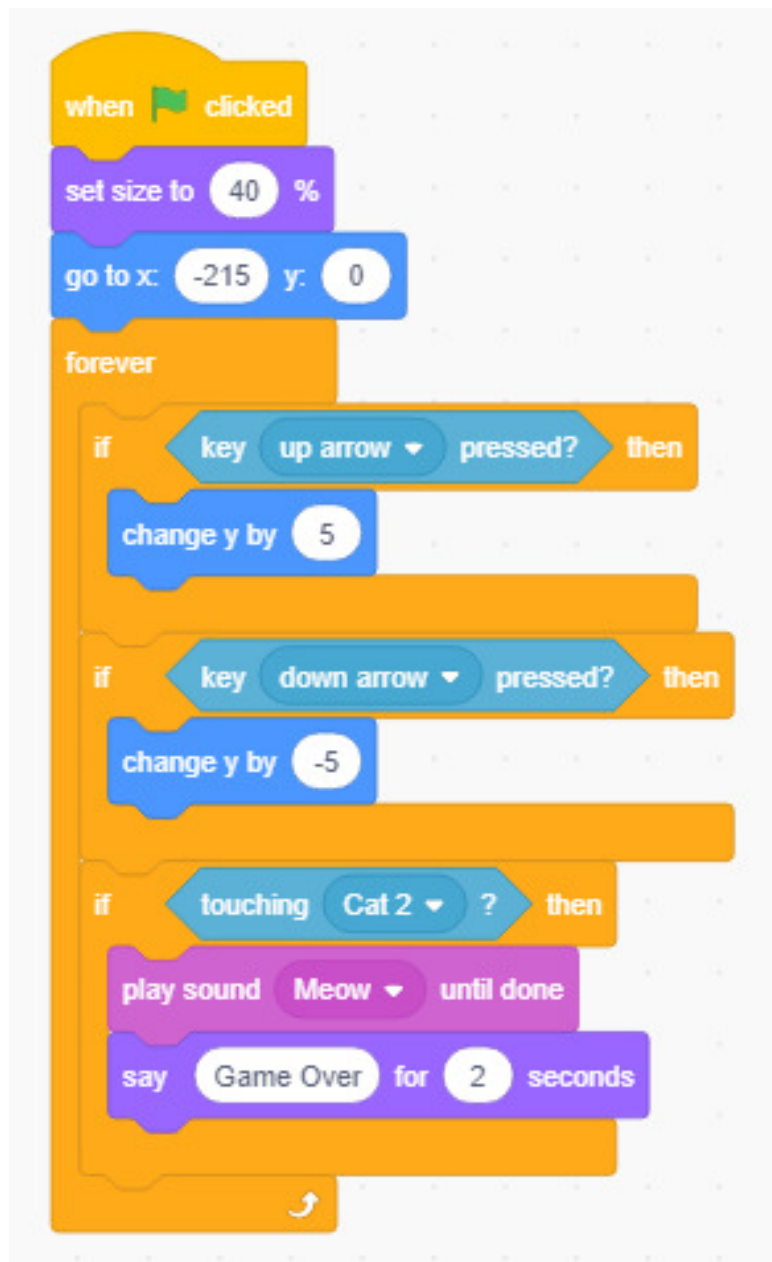 when clicked
set size to 40 %
go to x: -215 y: 0
forever
if key up arrow pressed? then
change y by 5
if key down arrow pressed? then
change y by -5
if touching Cat 2 ? then
play sound Meow until done
say Game Over for 2 seconds